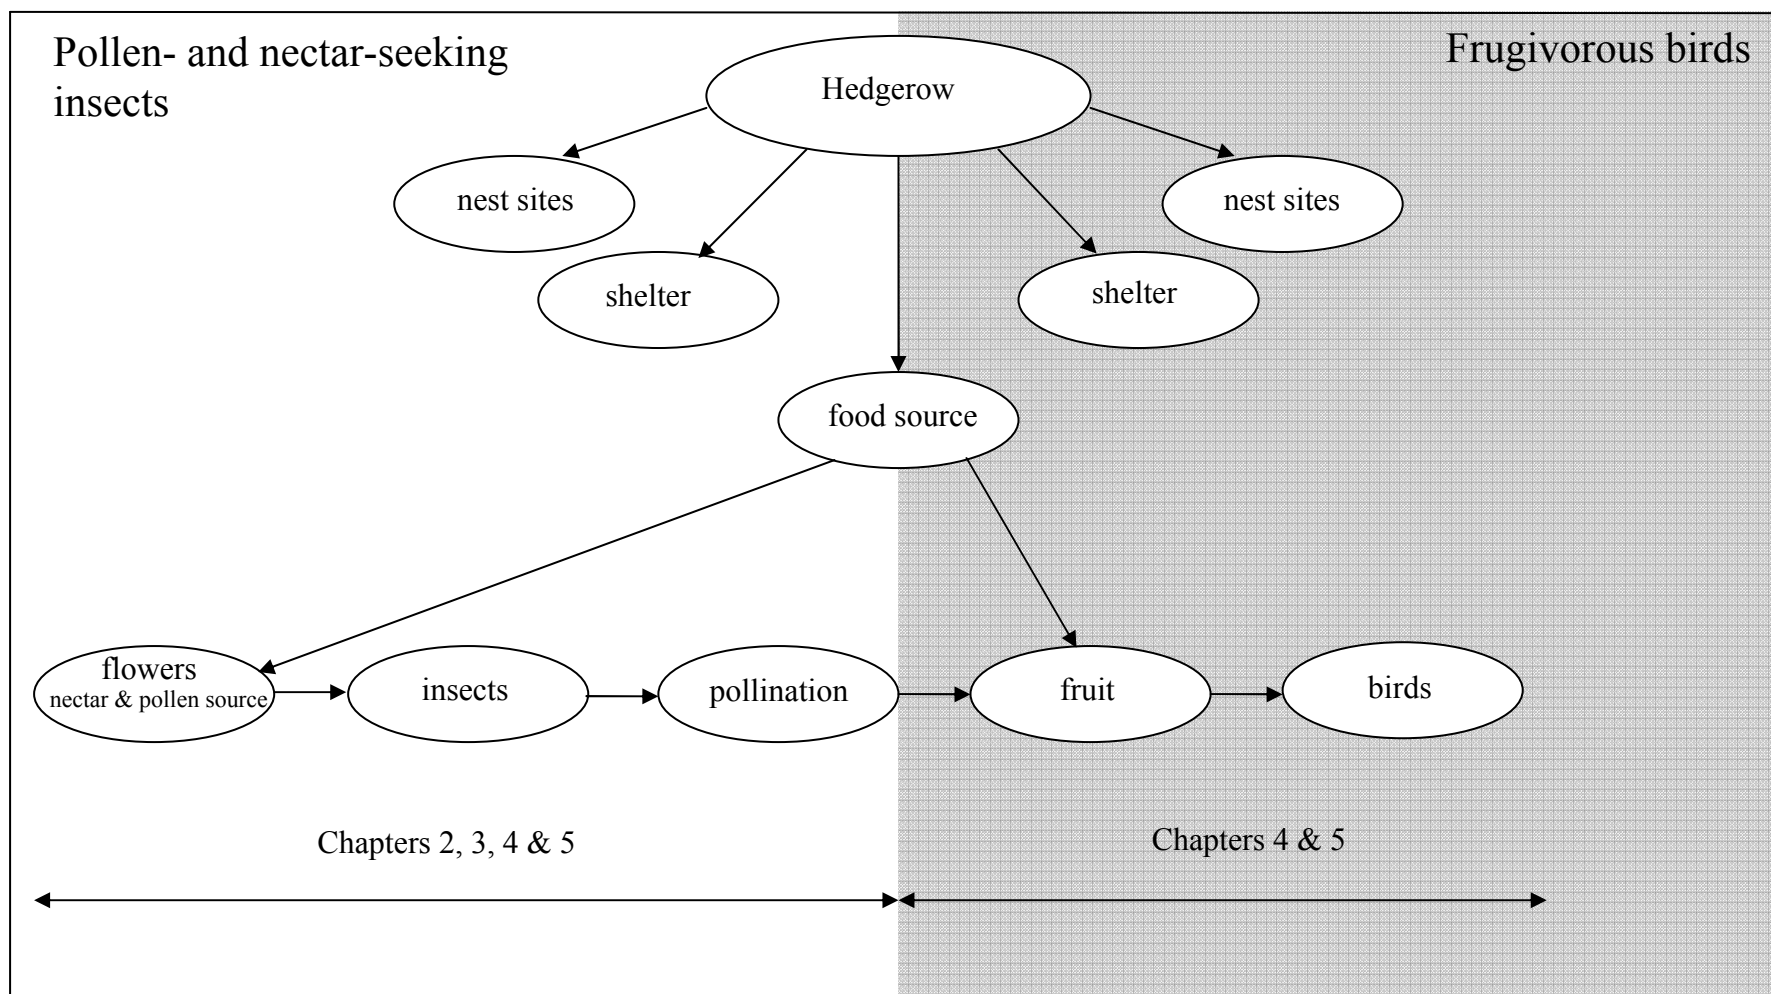 Pollen- and nectar-seeking
insects
Frugivorous birds
Hedgerow
nest sites
nest sites
shelter
shelter
food source
flowers
nectar & pollen source
insects
pollination
fruit
birds
Chapters 2, 3, 4 & 5
Chapters 4 & 5